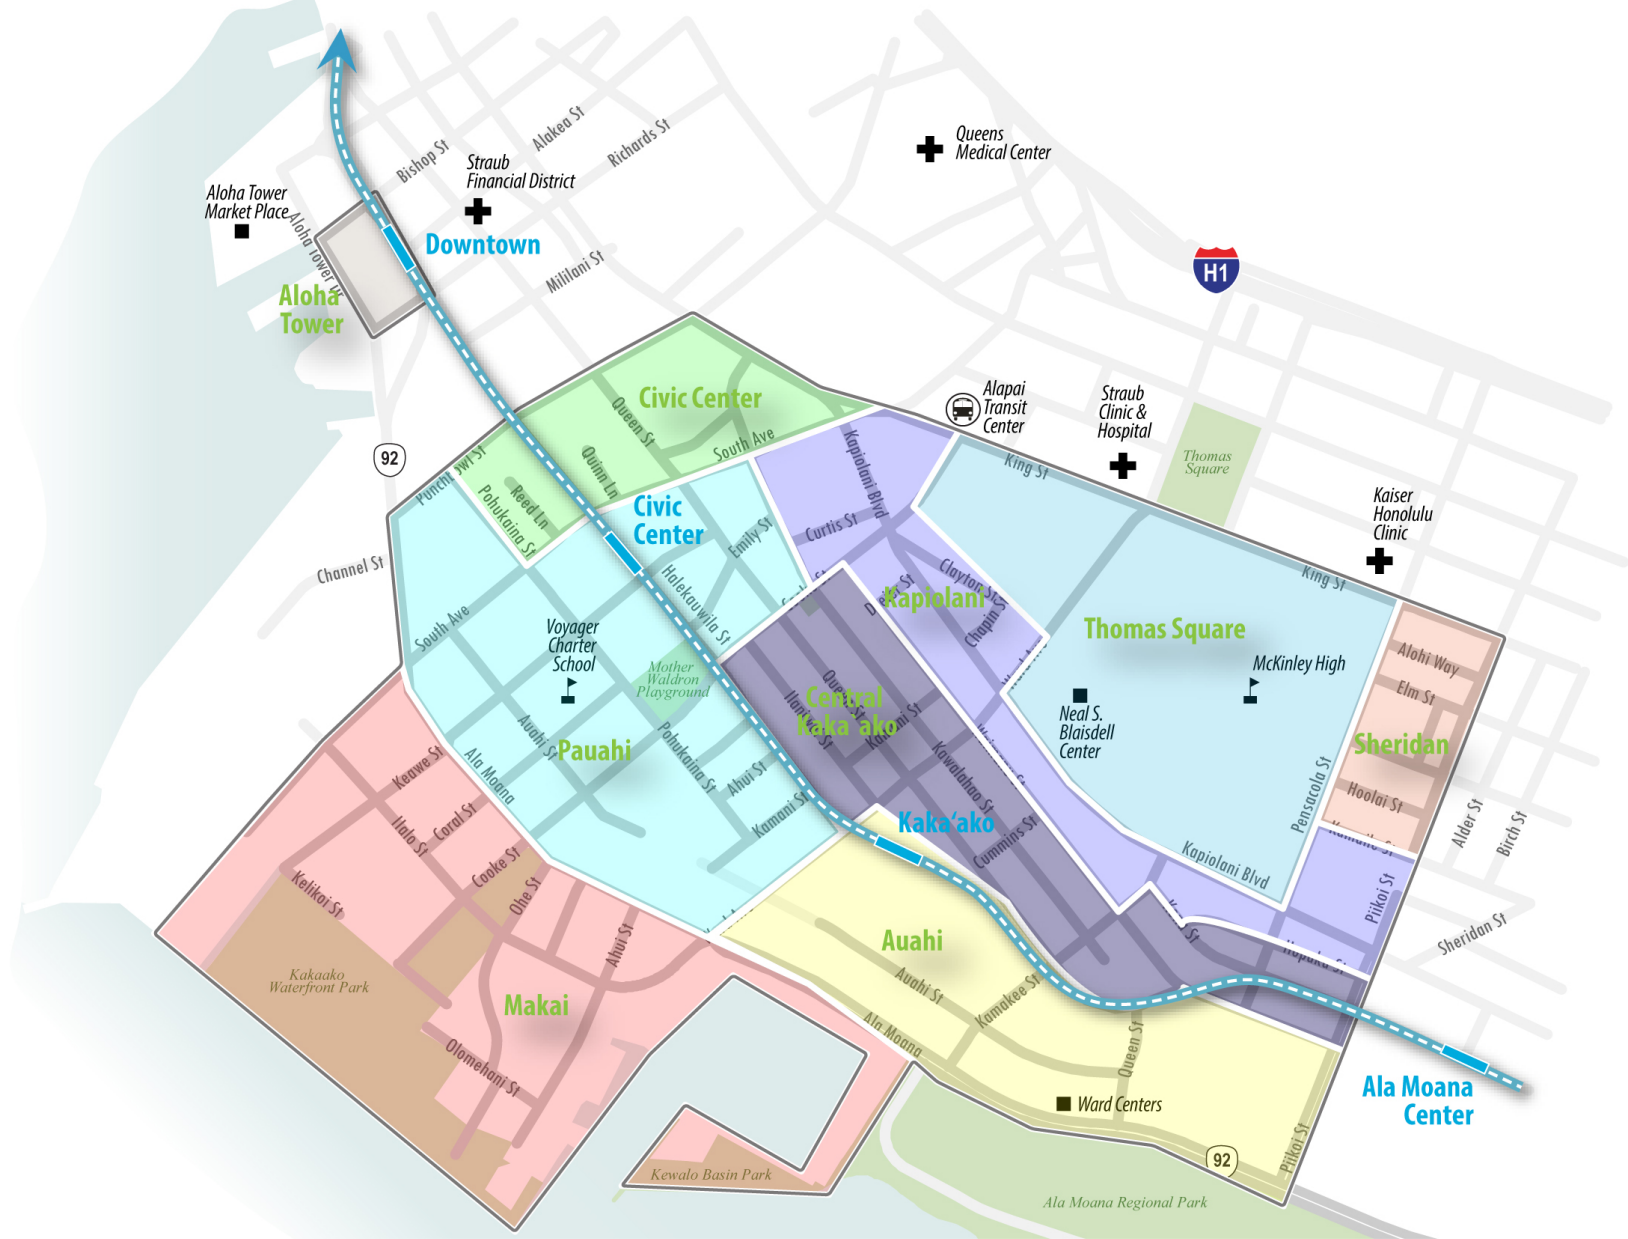 Bishop St
Alakea St
Richards St
Queens
Medical Center
Straub
Financial District
Aloha Tower
Market Place
Aloha Tower Dr
Downtown
Mililani St
H1
Aloha
Tower
Alapai
Transit
Center
Straub
Clinic &
Hospital
Civic Center
Queen St
South Ave
Kapiolani Blvd
King St
Thomas
Square
92
Quinn Ln
Reed Ln
Pohukaina St
Civic
Center
Emily St
Curtis St
Kaiser
Honolulu
Clinic
Channel St
Halekauwila St
Clayton St
Chapin St
Kapiolani
King St
South Ave
Voyager
Charter
School
Mother
Waldron
Playground
Thomas Square
McKinley High
Alohi Way
Elm St
Central
Kaka`ako
Neal S.
Blaisdell
Center
Sheridan
Auahi St
Pauahi
Pohukaina St
Ahui St
Kamani St
Keawe St
Ala Moana
Kawaiahao St
Pensacola St
Hoolai St
Ilalo St
Coral St
Kaka'ako
Cummins St
Alder St
Birch St
Cooke St
Kelikoi St
Ohe St
Kapiolani Blvd
Piikoi St
Ahui St
Auahi
Sheridan St
Hopaka St
Kakaako
Waterfront Park
Auahi St
Kamakee St
Makai
Ala Moana
Queen St
Olomehani St
Ward Centers
Ala Moana
Center
92
Piikoi St
Kewalo Basin Park
Ala Moana Regional Park